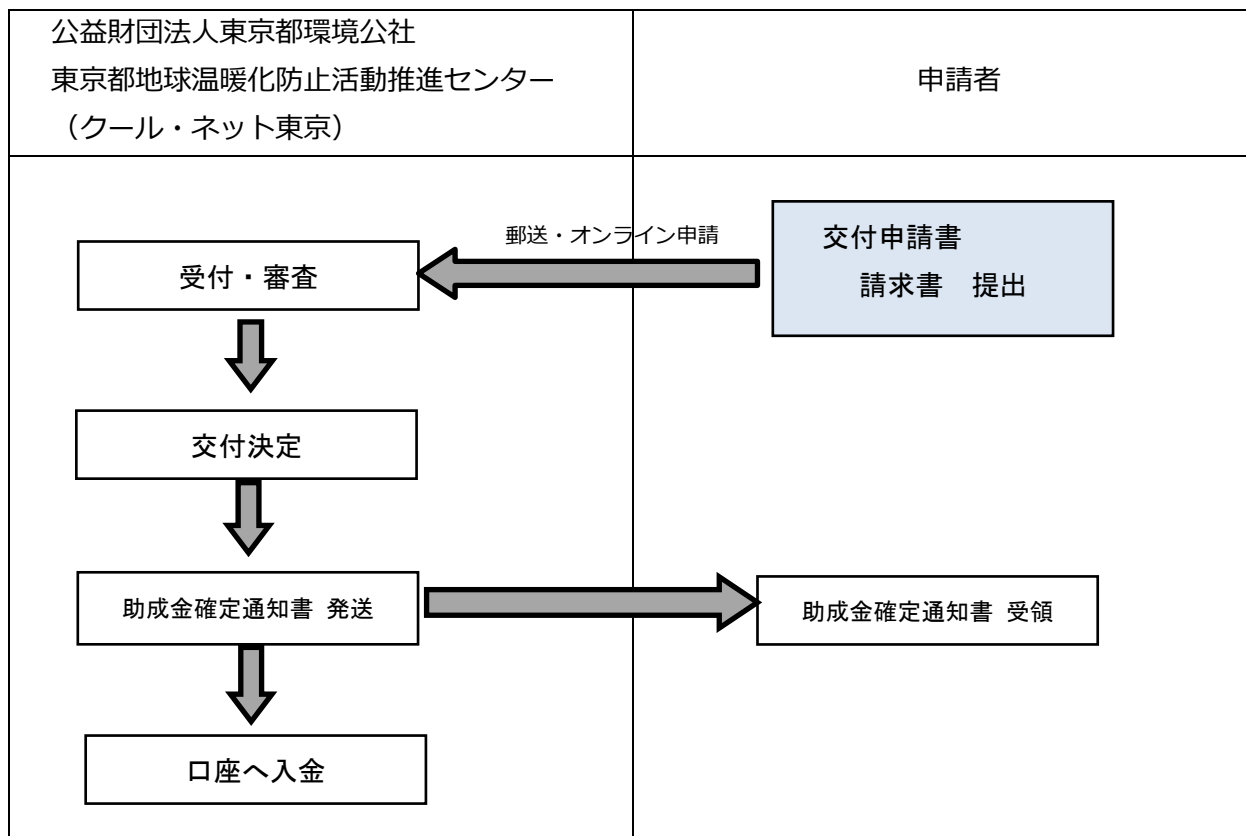 公益財団法人東京都環境公社
東京都地球温暖化防止活動推進センター
（クール・ネット東京）
申請者
郵送・オンライン申請
交付申請書
請求書　提出
受付・審査
交付決定
助成金確定通知書 発送
助成金確定通知書 受領
口座へ入金